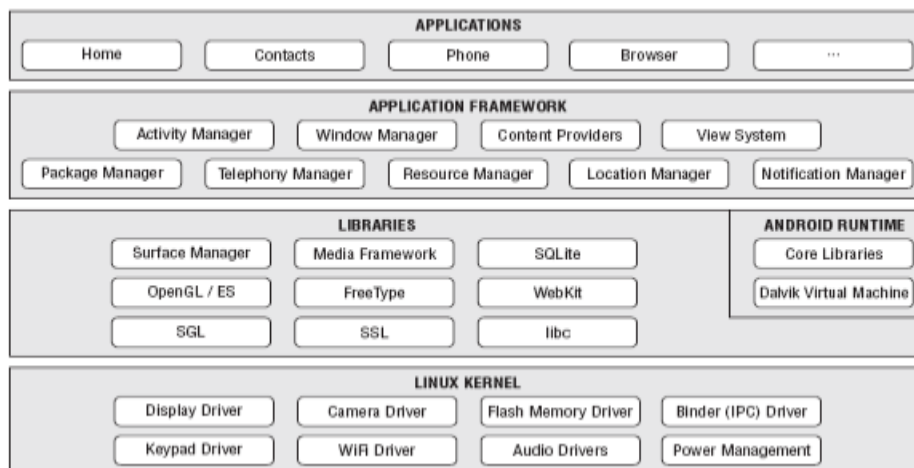 APPLICATIONS
Home Contacts Phone Browser ...
APPLICATION FRAMEWORK
Activity Manager Window Manager Content Providers View System
Package Manager Telephony Manager Resource Manager Location Manager Notification Manager
LIBRARIES ANDROID RUNTIME
Surface Manager Media Framework SQLite Core Libraries
OpenGL / ES FreeType WebKit Dalvik Virtual Machine
SGL SSL libc
LINUX KERNEL
Display Driver Camera Driver Flash Memory Driver Binder (IPC) Driver
Keypad Driver WiFi Driver Audio Drivers Power Management